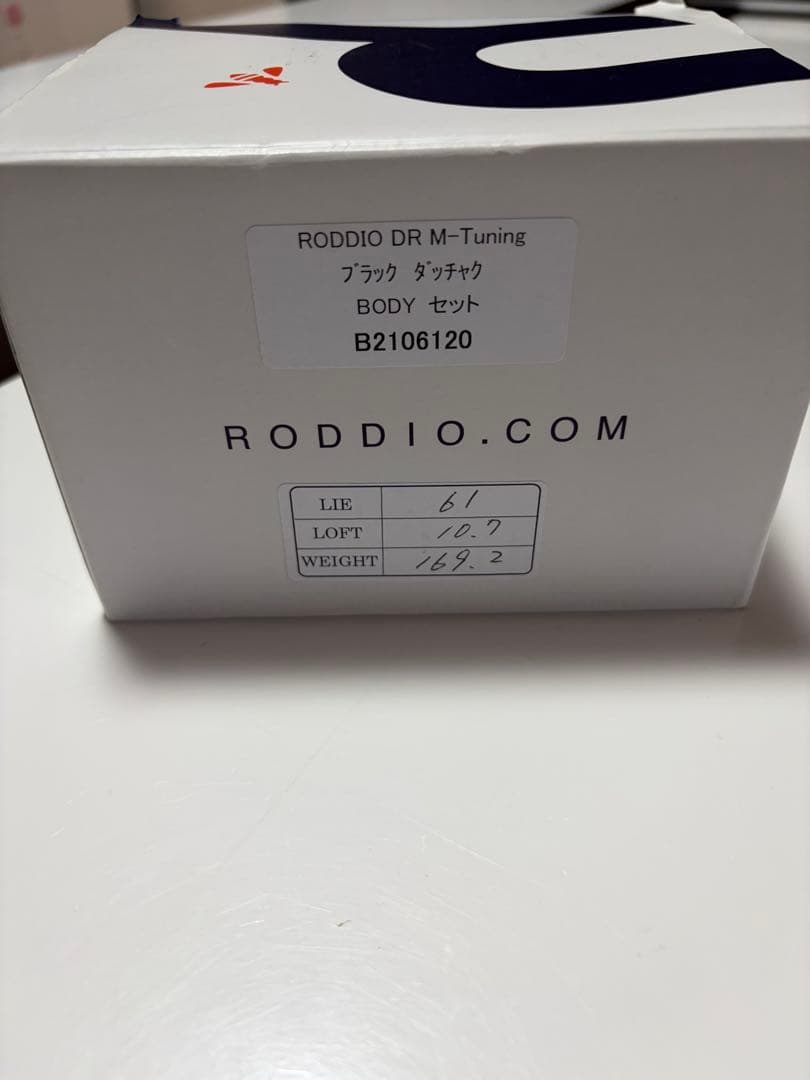 RODDIO DR M-Tuning
ﾌﾞﾗｯｸ ﾀﾞｯﾁｬｸ
BODY セット
B2106120
RODDIO.COM
LIE 61
LOFT 10.7
WEIGHT 169.2